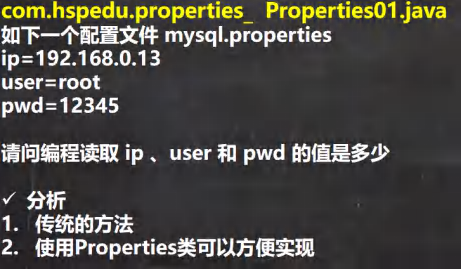 com.hspedu.properties_ Properties01.java
如下一个配置文件 mysql.properties
ip=192.168.0.13
user=root
pwd=12345
请问编程读取 ip 、user 和 pwd 的值是多少
✓ 分析
1. 传统的方法
2. 使用Properties类可以方便实现